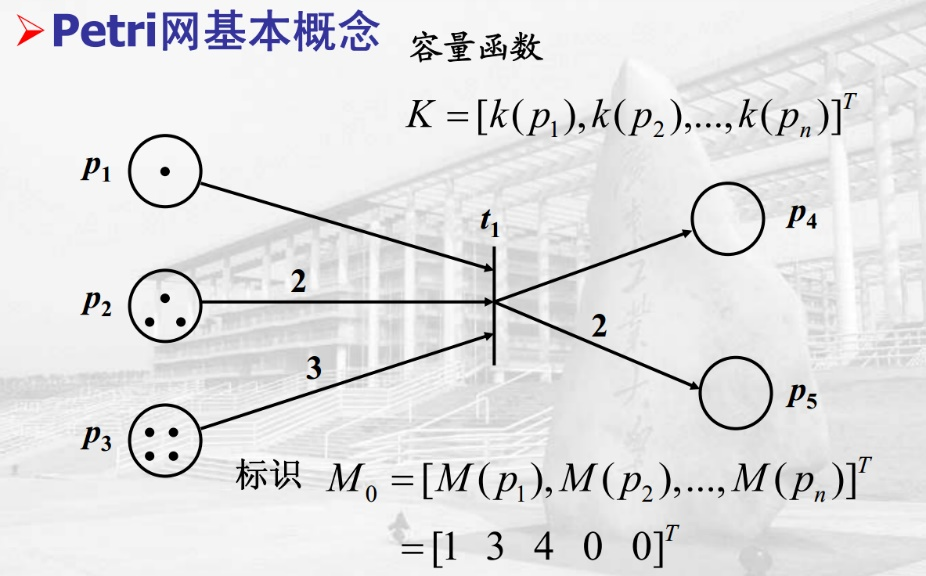 ➢Petri网基本概念
容量函数
K = [k(p₁), k(p₂),..., k(pₙ)]ᵀ
p₁
t₁
p₄
p₂
2
2
3
p₅
p₃
标识 M₀ = [M(p₁), M(p₂),..., M(pₙ)]ᵀ
= [1 3 4 0 0]ᵀ